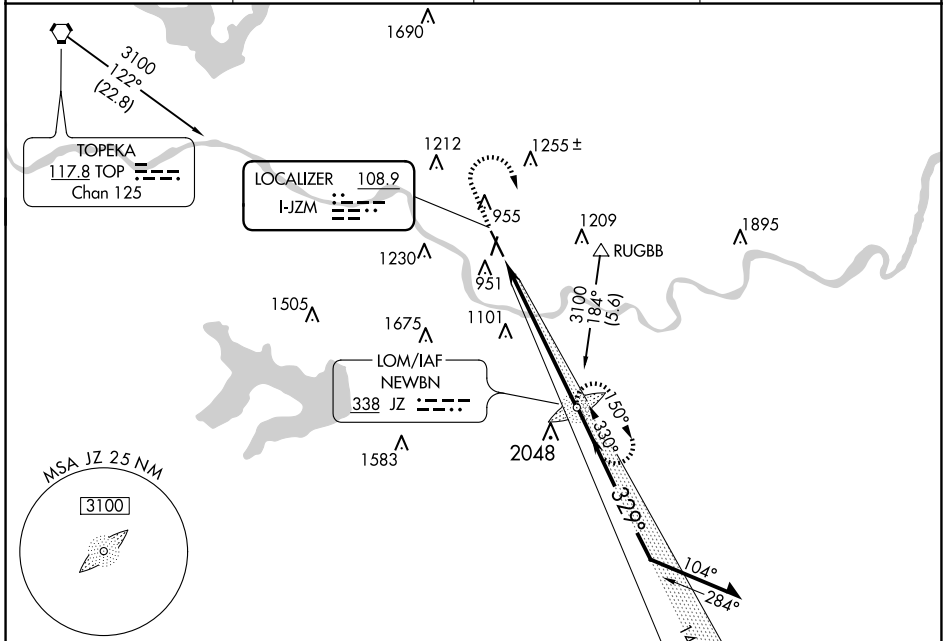 1690
3100
122°
(22.8)
TOPEKA
117.8 TOP
Chan 125
1212
1255 ±
LOCALIZER 108.9
I-JZM
955
1209
1895
RUGBB
1230
951
3100
184°
(5.6)
1505
1675
1101
LOM/IAF
NEWBN
338 JZ
150°
330°
2048
1583
MSA JZ 25 NM
3100
329°
104°
284°